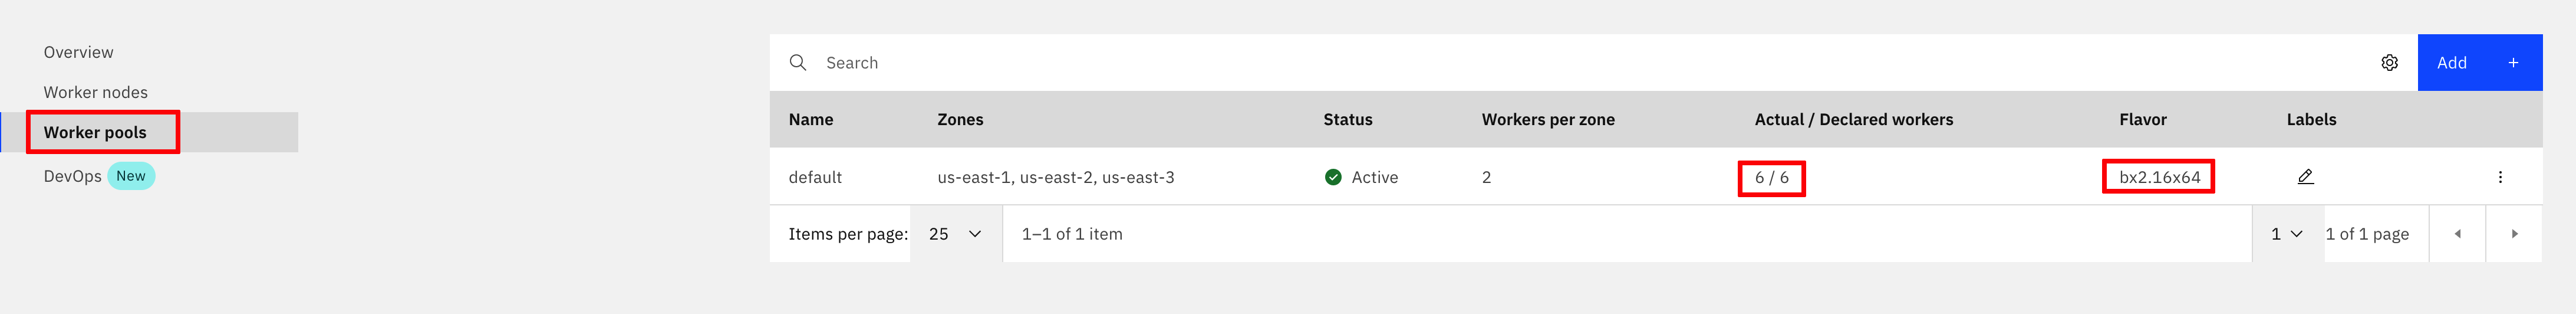 Overview
Worker nodes
Worker pools
DevOps New
Search
Add +
Name Zones Status Workers per zone Actual / Declared workers Flavor Labels
default us-east-1, us-east-2, us-east-3 Active 2 6 / 6 bx2.16x64
Items per page: 25 1–1 of 1 item 1 1 of 1 page